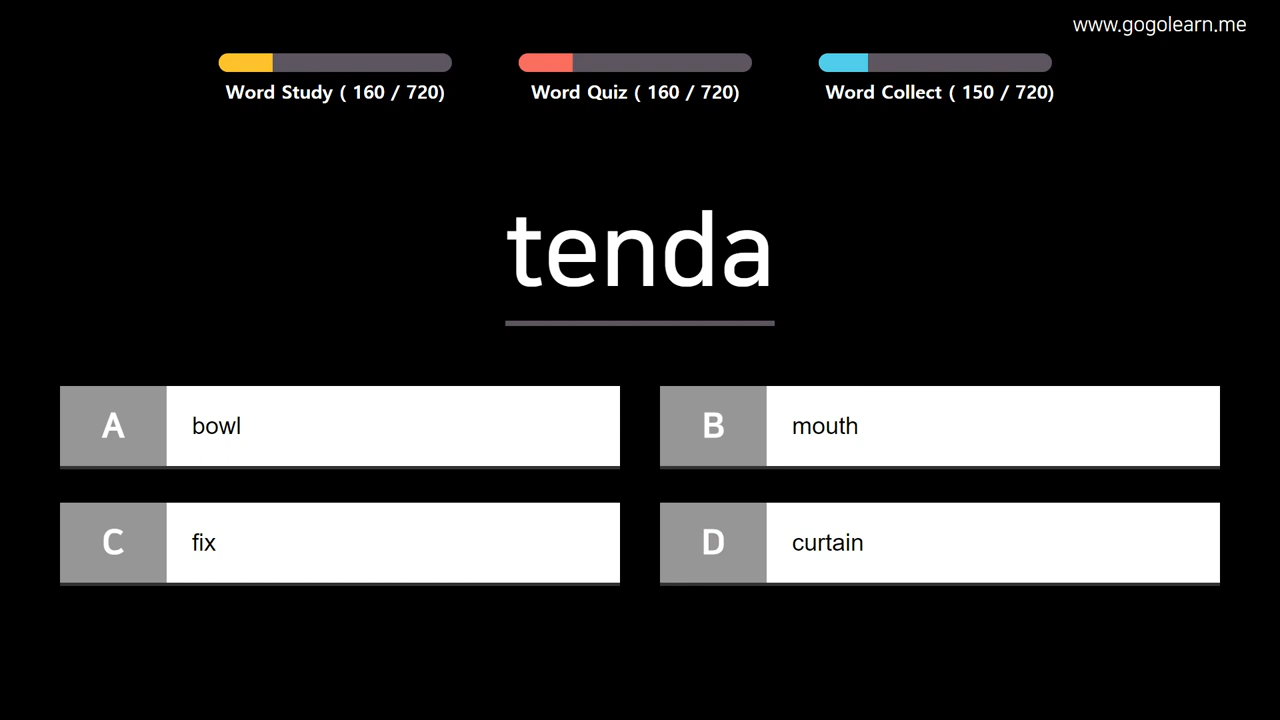 www.gogolearn.me
Word Study ( 160 / 720)
Word Quiz ( 160 / 720)
Word Collect ( 150 / 720)
tenda
A bowl
B mouth
C fix
D curtain